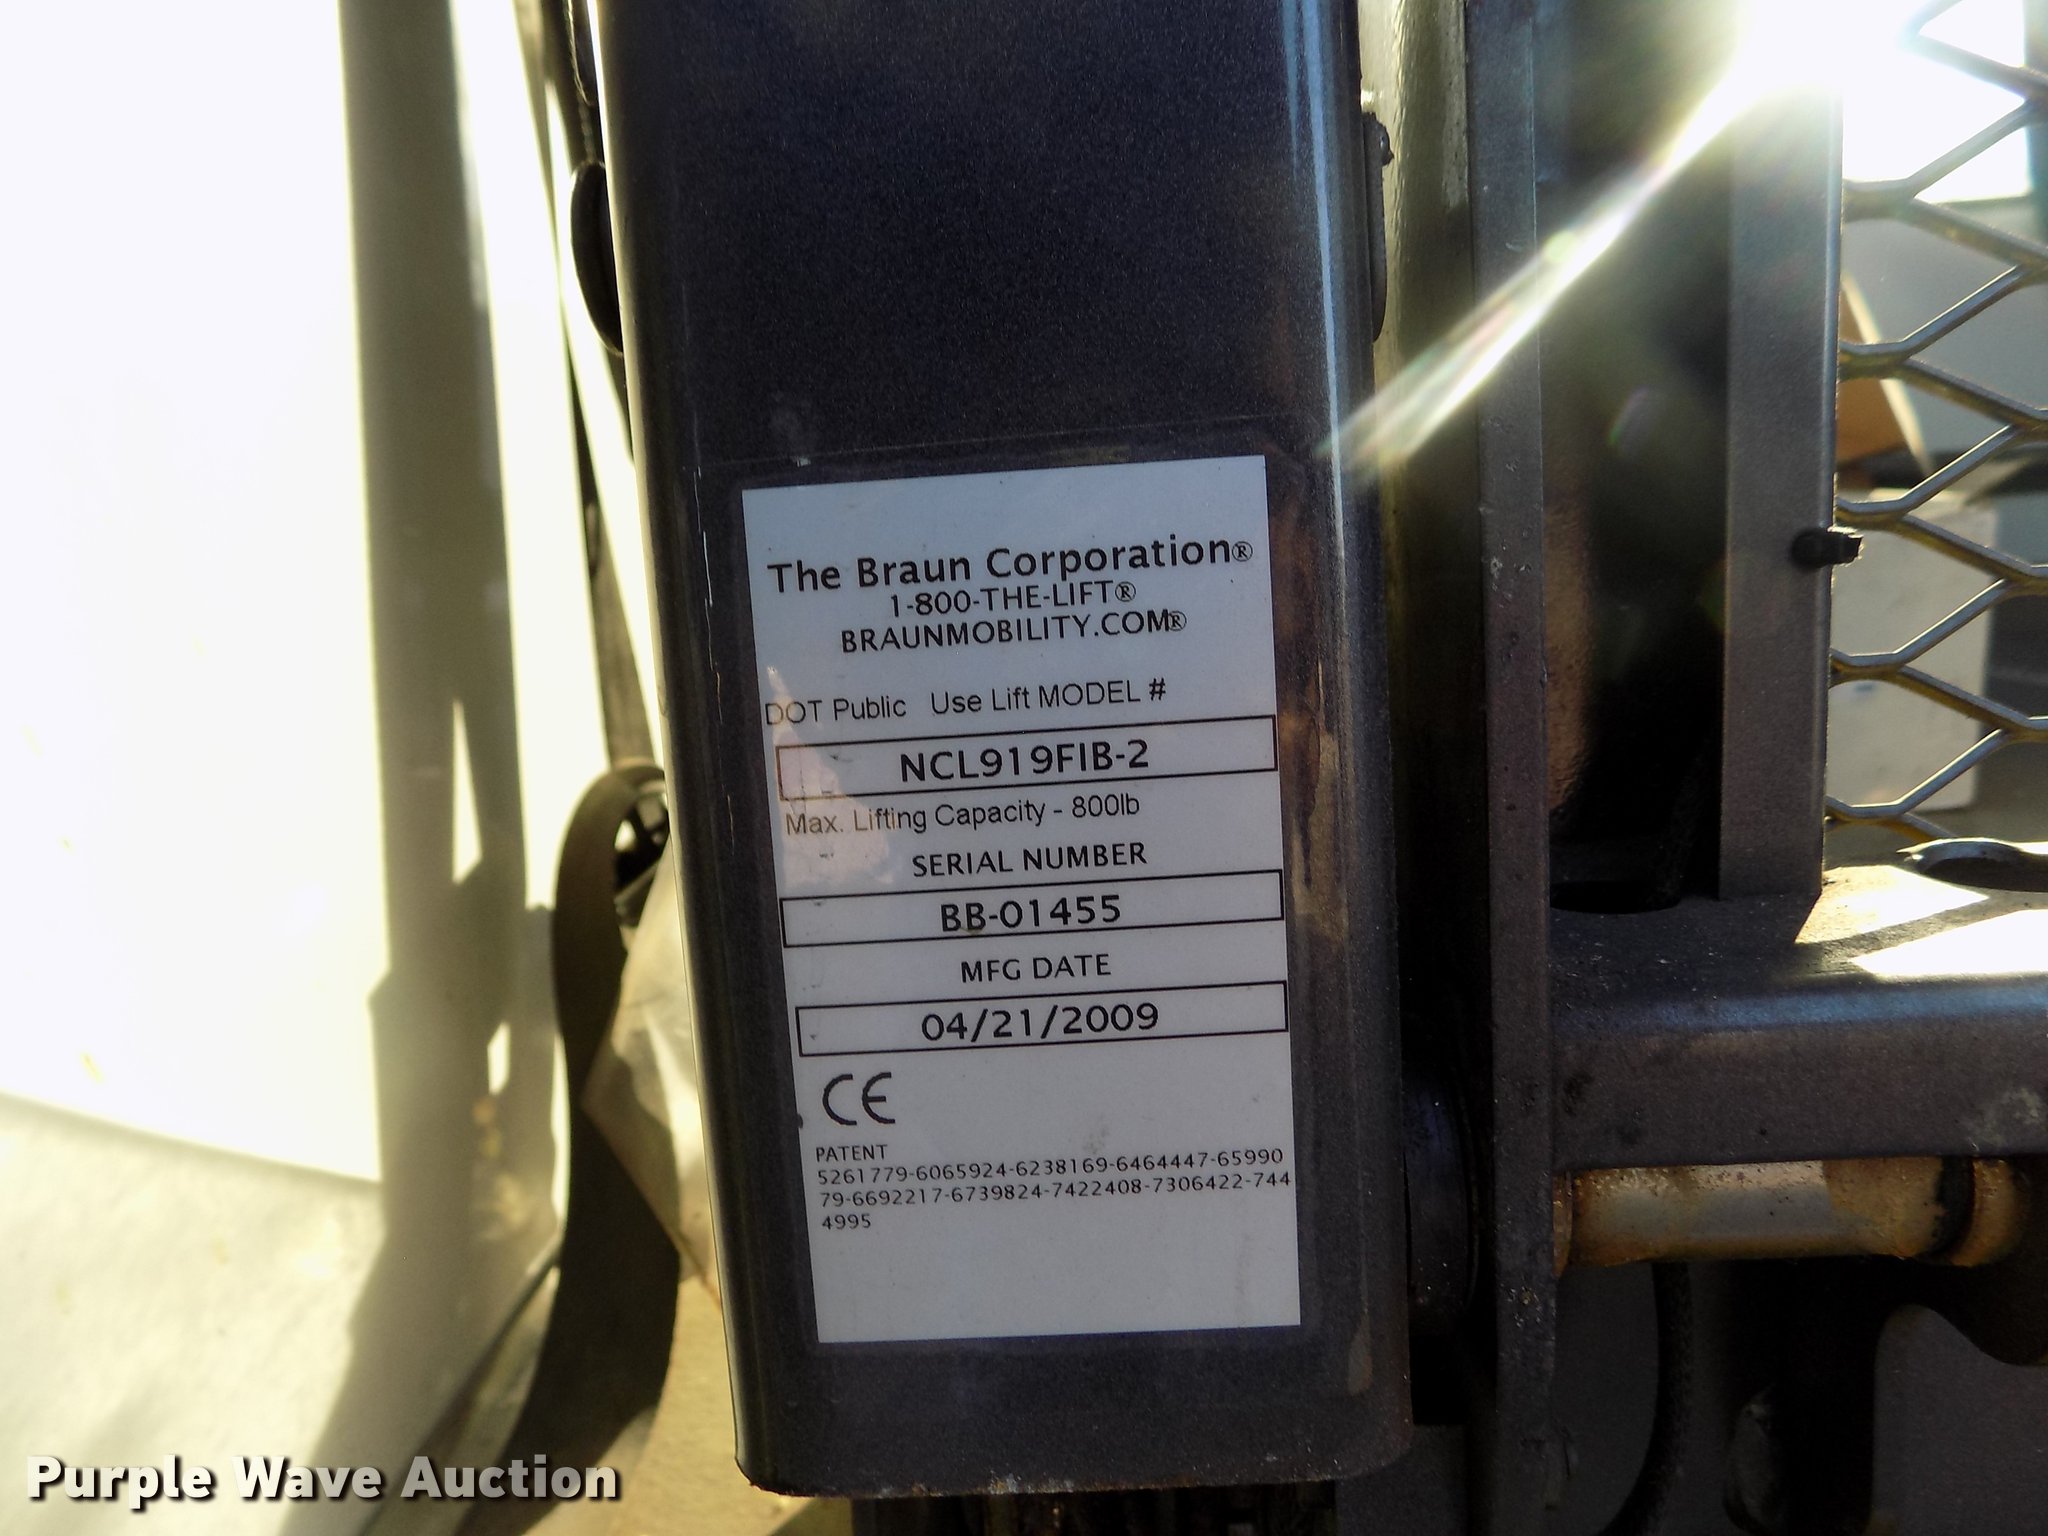 The Braun Corporation®
1-800-THE-LIFT®
BRAUNMOBILITY.COM®
DOT Public Use Lift MODEL #
NCL919FIB-2
Max. Lifting Capacity - 800lb
SERIAL NUMBER
BB-01455
MFG DATE
04/21/2009
CE
PATENT
5261779-6065924-6238169-6464447-65990
79-6692217-6739824-7422408-7306422-744
4995
Purple Wave Auction